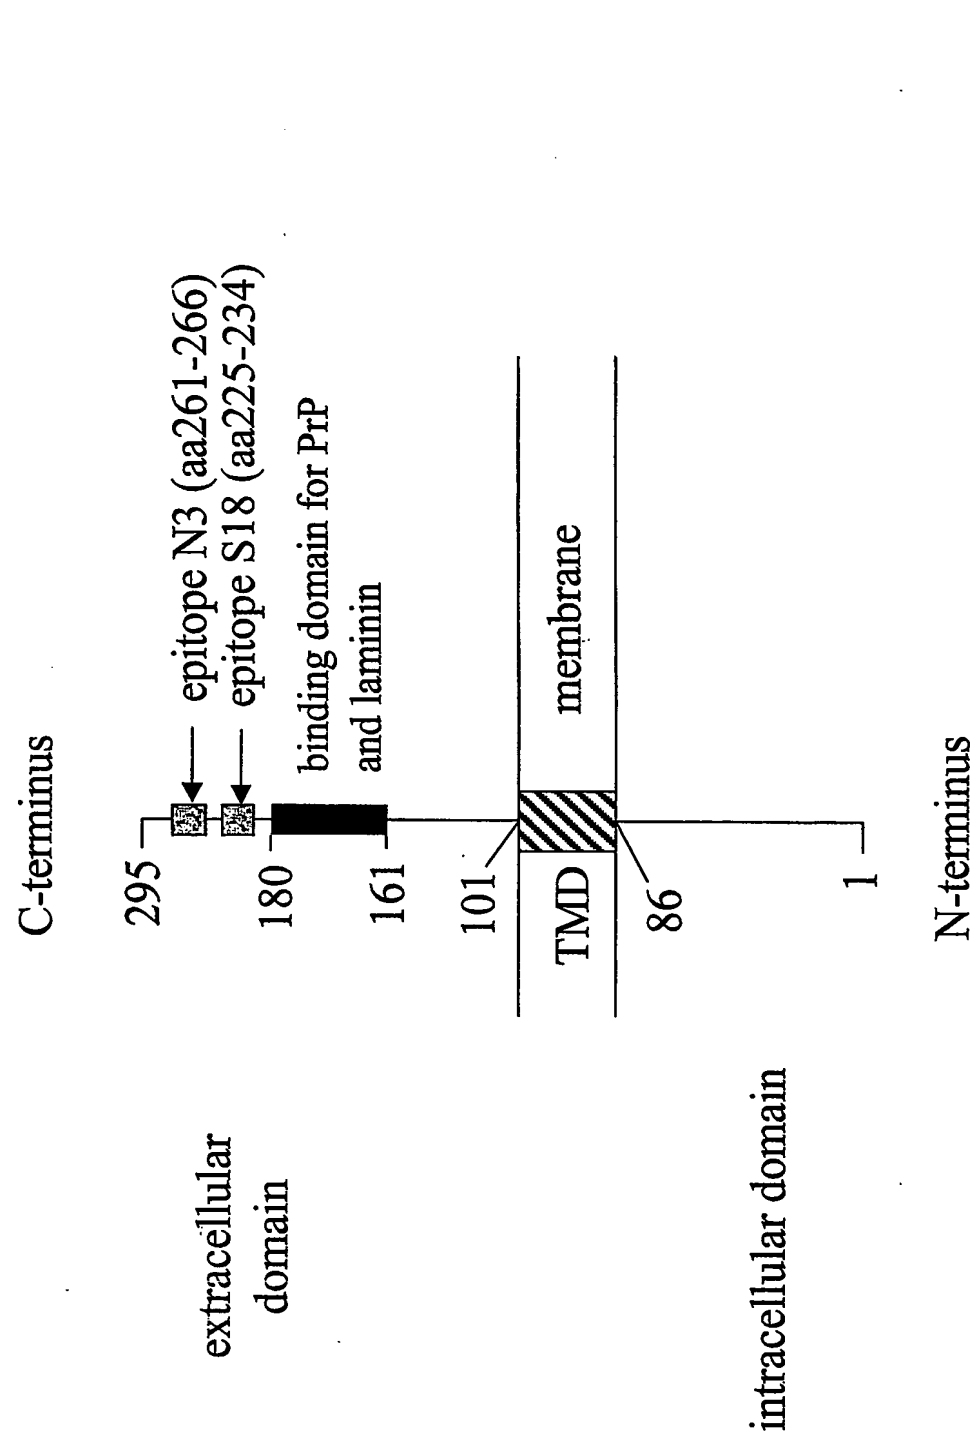 C-terminus
295
epitope N3 (aa261-266)
epitope S18 (aa225-234)
180
binding domain for PrP
and laminin
161
extracellular
domain
101
TMD
membrane
86
1
intracellular domain
N-terminus